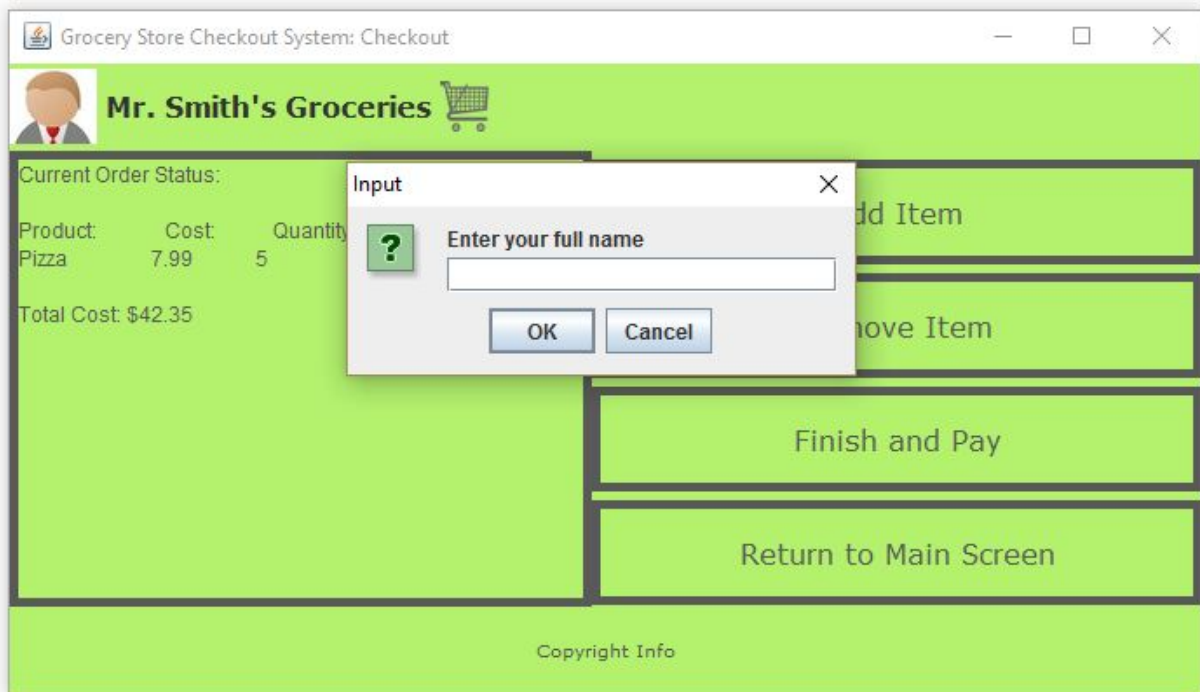 Grocery Store Checkout System: Checkout
Mr. Smith's Groceries
Current Order Status:
Product: Cost: Quantity
Pizza 7.99 5
Total Cost: $42.35
Input
?
Enter your full name
OK Cancel
Item
Item
Finish and Pay
Return to Main Screen
Copyright Info